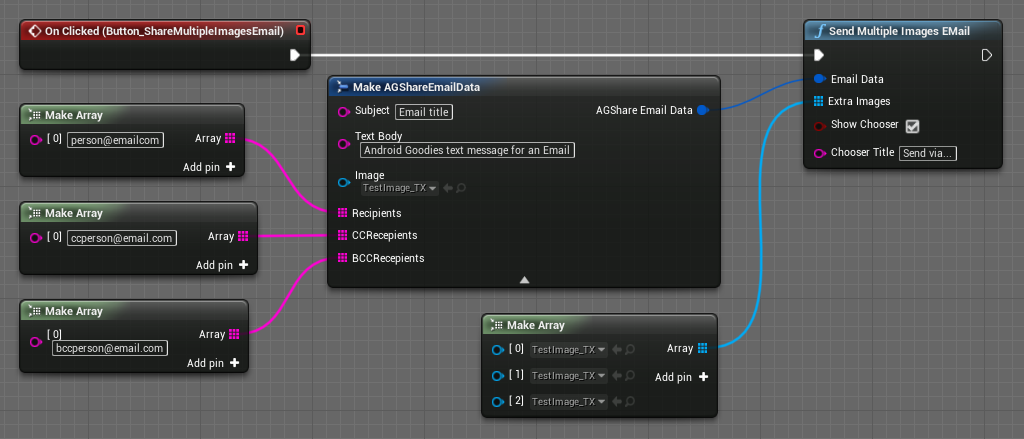 On Clicked (Button_ShareMultipleImagesEmail)
Make Array
[ 0] person@emailcom Array
Add pin +
Make Array
[ 0] ccperson@email.com Array
Add pin +
Make Array
[ 0] Array
bccperson@email.com
Add pin +
Make AGShareEmailData
Subject Email title AGShare Email Data
Text Body
Android Goodies text message for an Email
Image
TestImage_TX
Recipients
CCRecepients
BCCRecepients
Make Array
[ 0] TestImage_TX Array
[ 1] TestImage_TX Add pin +
[ 2] TestImage_TX
f Send Multiple Images EMail
Email Data
Extra Images
Show Chooser
Chooser Title Send via...